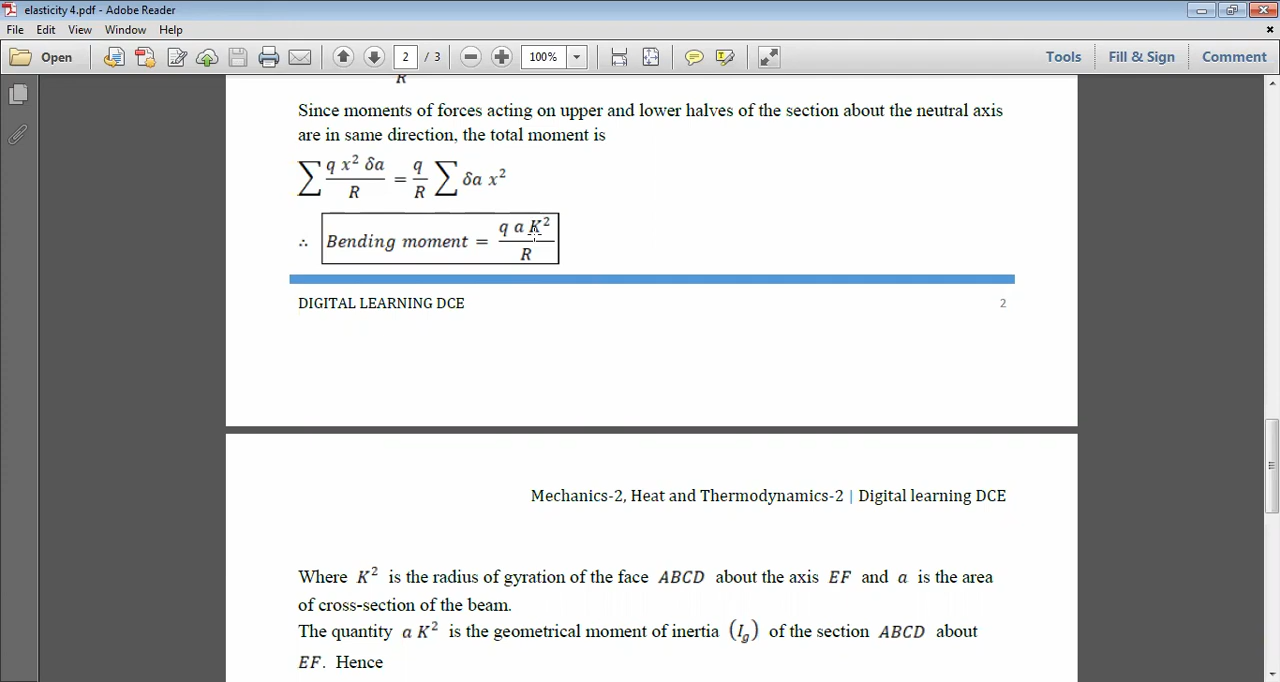 elasticity 4.pdf - Adobe Reader
File Edit View Window Help
Open 2 / 3 100% Tools Fill & Sign Comment
R
Since moments of forces acting on upper and lower halves of the section about the neutral axis
are in same direction, the total moment is
∑ q x² δa / R = q / R ∑ δa x²
∴ Bending moment = q a K² / R
DIGITAL LEARNING DCE 2
Mechanics-2, Heat and Thermodynamics-2 | Digital learning DCE
Where K² is the radius of gyration of the face ABCD about the axis EF and a is the area
of cross-section of the beam.
The quantity a K² is the geometrical moment of inertia (I_g) of the section ABCD about
EF. Hence